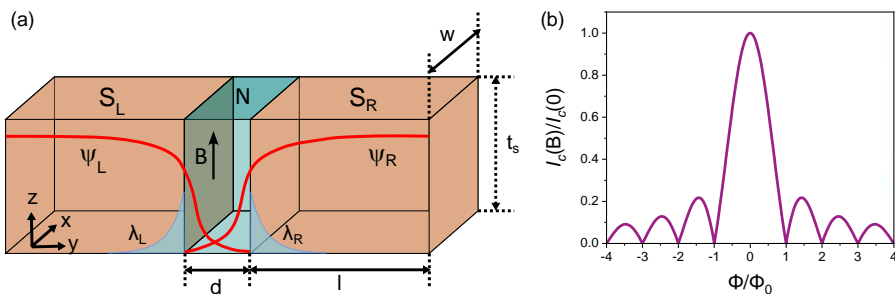 (a)
w
S_L
N
S_R
B
t_s
Ψ_L
Ψ_R
z
x
y
λ_L
λ_R
d
l
(b)
I_c(B)/I_c(0)
1.0
0.8
0.6
0.4
0.2
0.0
-4 -3 -2 -1 0 1 2 3 4
Φ/Φ_0